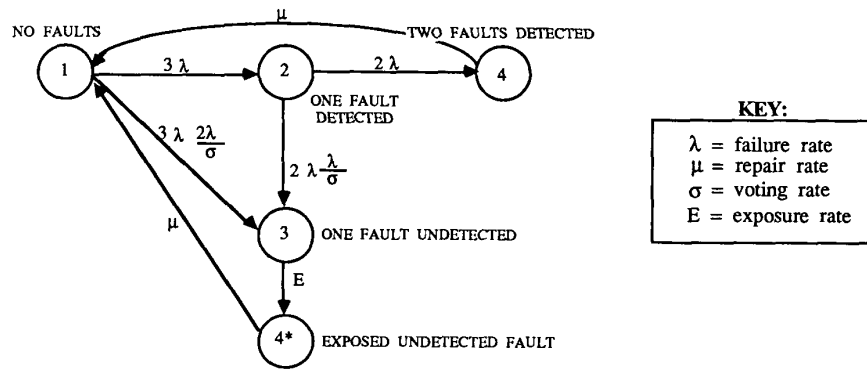 μ
NO FAULTS
TWO FAULTS DETECTED
1
3 λ
2
2 λ
4
ONE FAULT
DETECTED
3 λ 2λ/σ
2 λ λ/σ
μ
3
ONE FAULT UNDETECTED
E
4*
EXPOSED UNDETECTED FAULT
KEY:
λ = failure rate
μ = repair rate
σ = voting rate
E = exposure rate